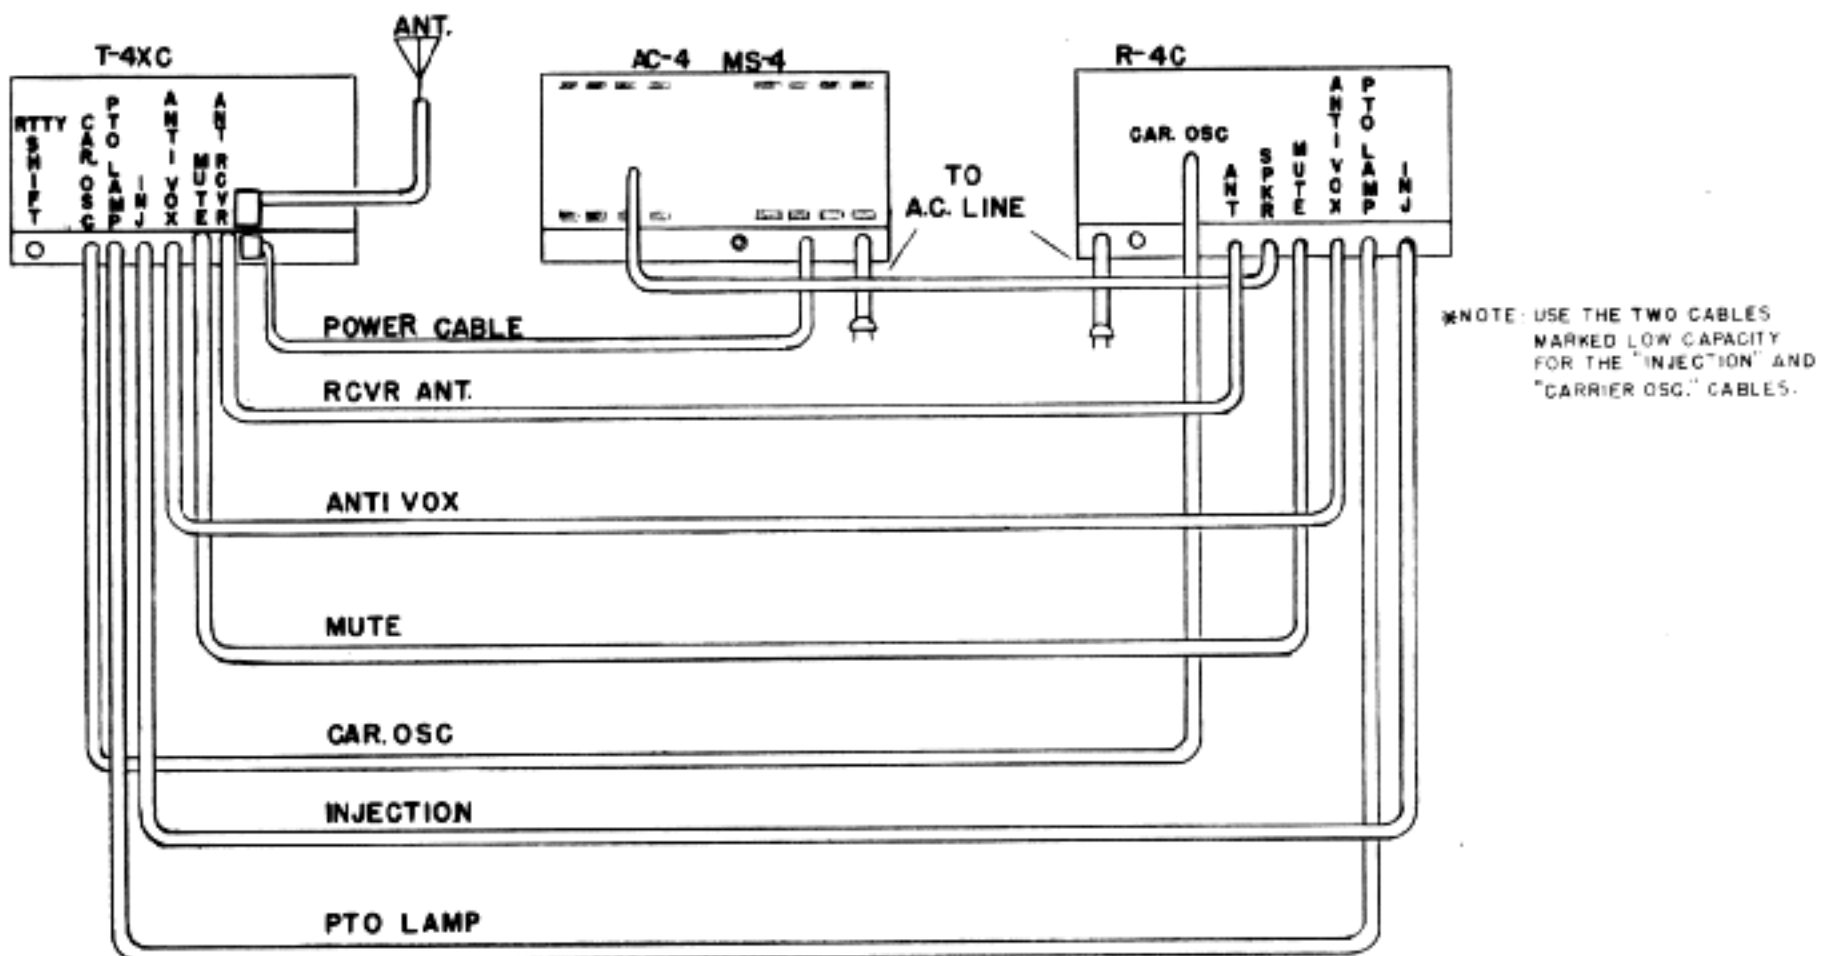 ANT.
T-4XC
AC-4 MS-4
R-4C
RTTY SHIFT
CAR. OSC
PTO LAMP
INJ
ANTI VOX
MUTE
ANT RCVR
TO
A.C. LINE
CAR. OSC
ANT
SPKR
MUTE
ANTI VOX
PTO LAMP
INJ
POWER CABLE
RCVR ANT.
ANTI VOX
MUTE
CAR. OSC
INJECTION
PTO LAMP
*NOTE: USE THE TWO CABLES
MARKED LOW CAPACITY
FOR THE "INJECTION" AND
"CARRIER OSC." CABLES.